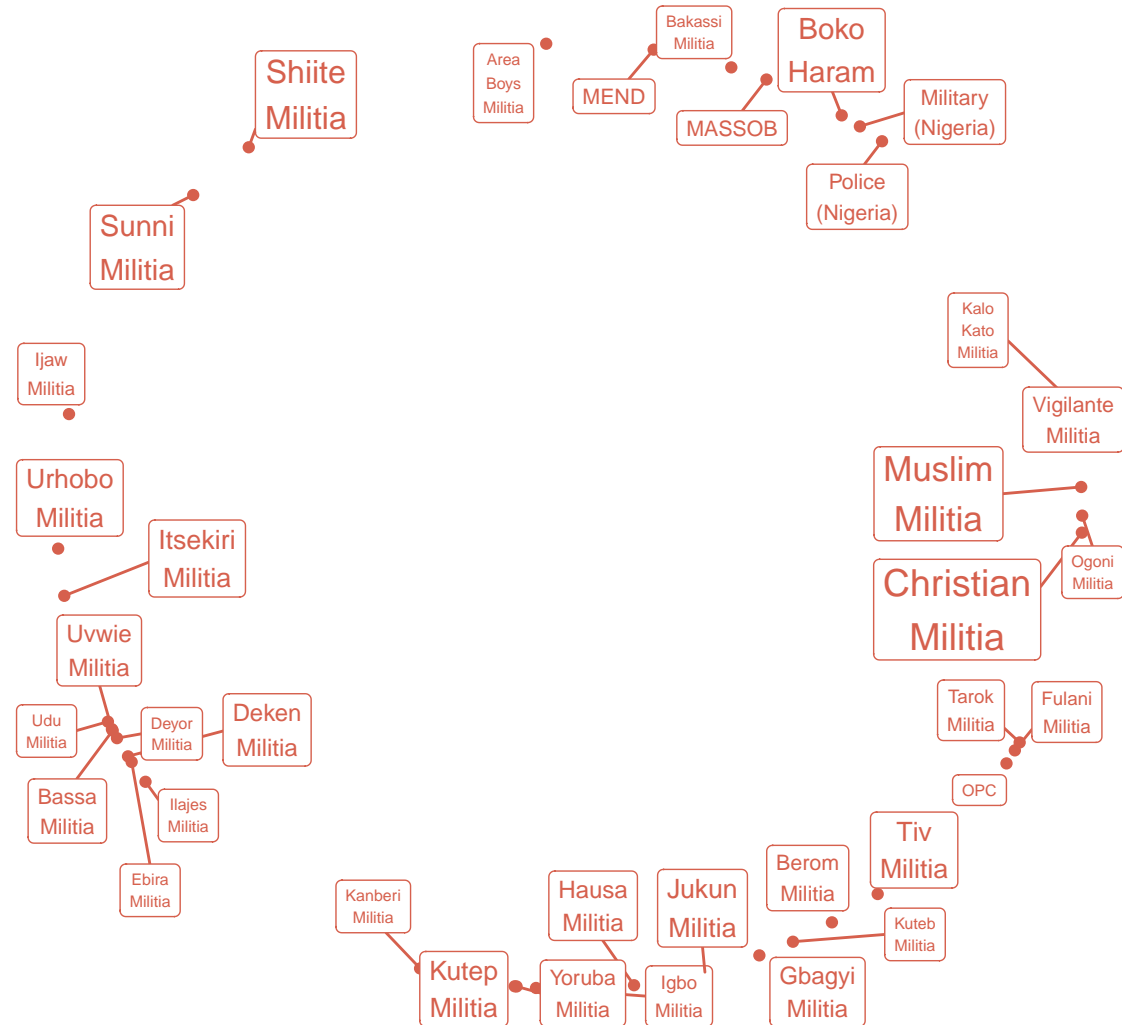 Boko
Haram
Bakassi
Militia
Area
Boys
Militia
Shiite
Militia
MEND
MASSOB
Military
(Nigeria)
Police
(Nigeria)
Sunni
Militia
Kalo
Kato
Militia
Ijaw
Militia
Vigilante
Militia
Muslim
Militia
Urhobo
Militia
Itsekiri
Militia
Ogoni
Militia
Christian
Militia
Uvwie
Militia
Tarok
Militia
Fulani
Militia
Udu
Militia
Deyor
Militia
Deken
Militia
OPC
Bassa
Militia
Ilajes
Militia
Tiv
Militia
Ebira
Militia
Berom
Militia
Hausa
Militia
Jukun
Militia
Kanberi
Militia
Kuteb
Militia
Kutep
Militia
Yoruba
Militia
Igbo
Militia
Gbagyi
Militia